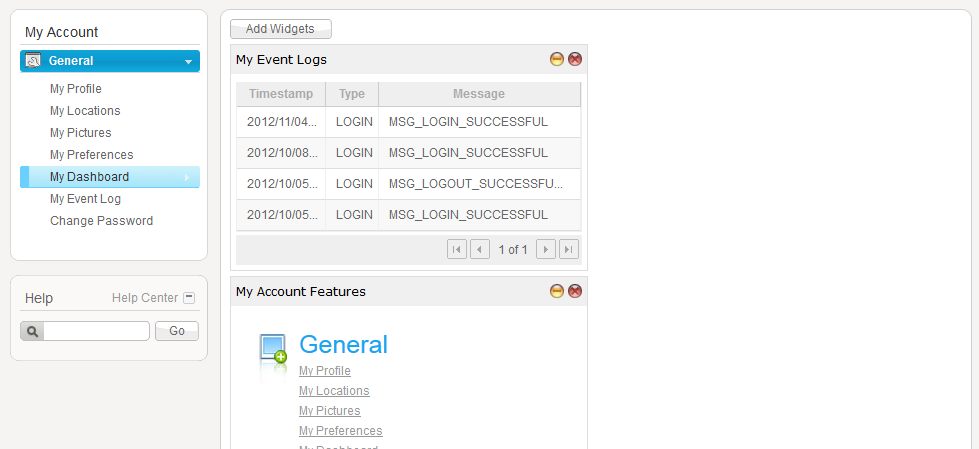 My Account
General
My Profile
My Locations
My Pictures
My Preferences
My Dashboard
My Event Log
Change Password
Help
Help Center
Go
Add Widgets
My Event Logs
Timestamp Type Message
2012/11/04... LOGIN MSG_LOGIN_SUCCESSFUL
2012/10/08... LOGIN MSG_LOGIN_SUCCESSFUL
2012/10/05... LOGIN MSG_LOGOUT_SUCCESSFU...
2012/10/05... LOGIN MSG_LOGIN_SUCCESSFUL
1 of 1
My Account Features
General
My Profile
My Locations
My Pictures
My Preferences
My Dashboard